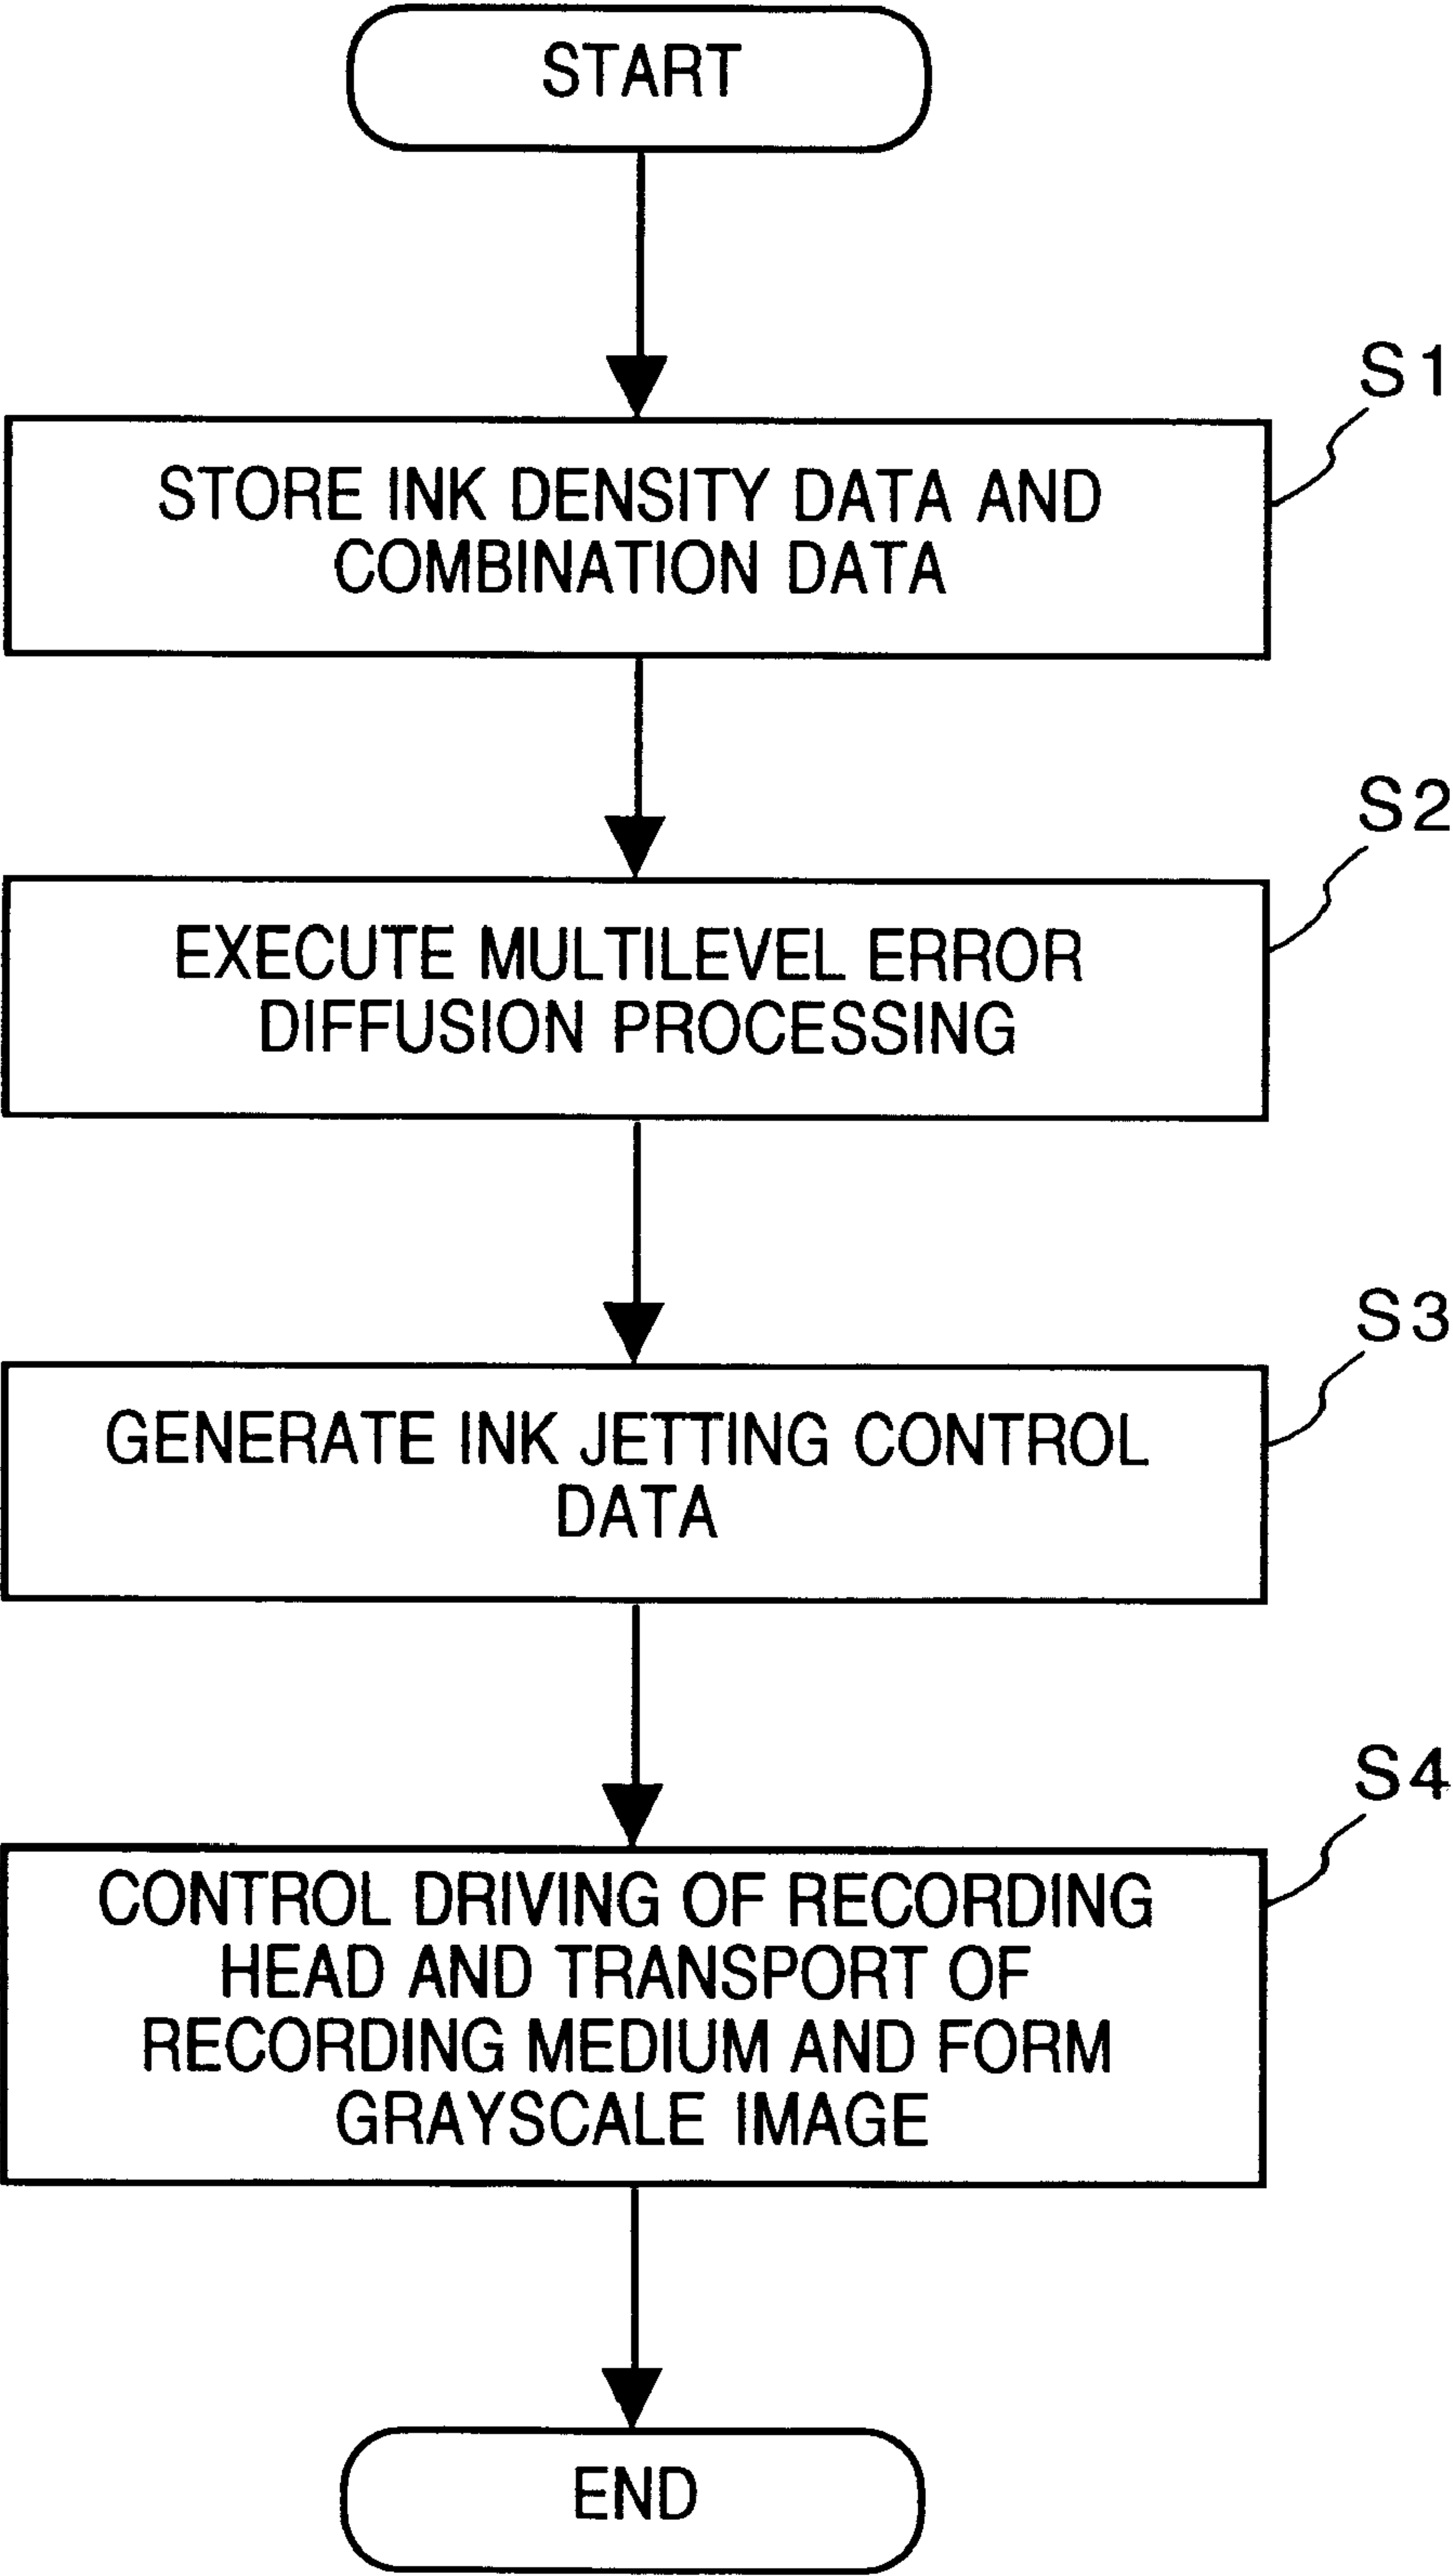 START
S1
STORE INK DENSITY DATA AND
COMBINATION DATA
S2
EXECUTE MULTILEVEL ERROR
DIFFUSION PROCESSING
S3
GENERATE INK JETTING CONTROL
DATA
S4
CONTROL DRIVING OF RECORDING
HEAD AND TRANSPORT OF
RECORDING MEDIUM AND FORM
GRAYSCALE IMAGE
END